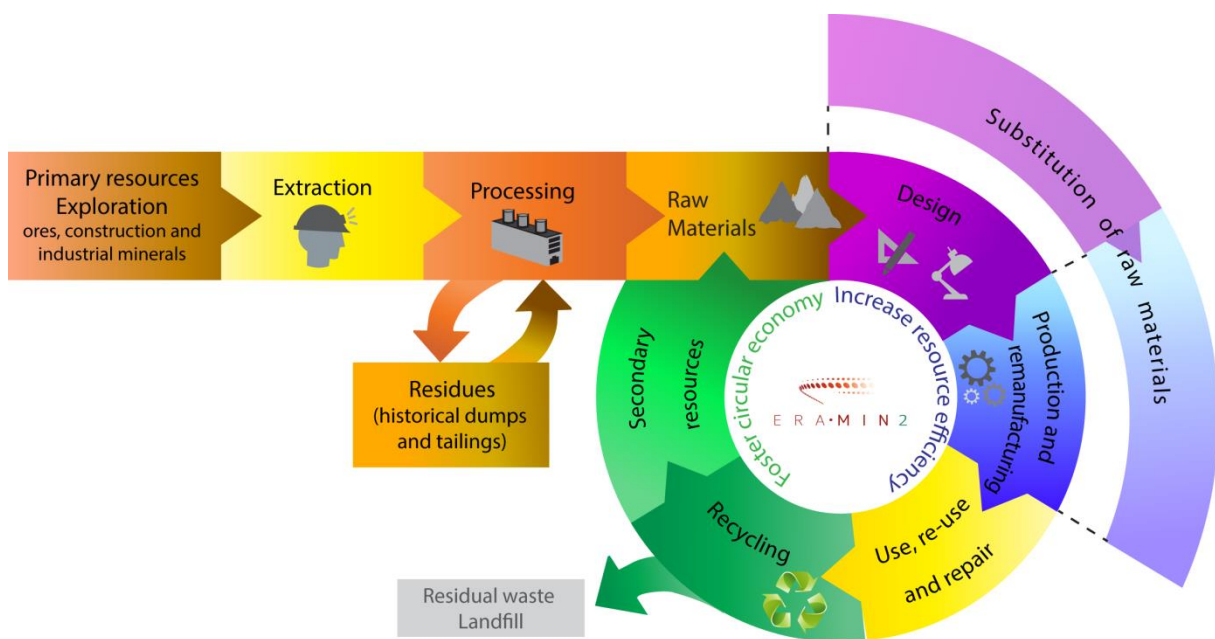 Primary resources
Exploration
ores, construction and
industrial minerals
Extraction
Processing
Raw
Materials
Design
Substitution of raw materials
Production and
remanufacturing
Use, re-use
and repair
Recycling
Secondary
resources
Residues
(historical dumps
and tailings)
Residual waste
Landfill
Foster circular economy
Increase resource efficiency
ERA·MIN2